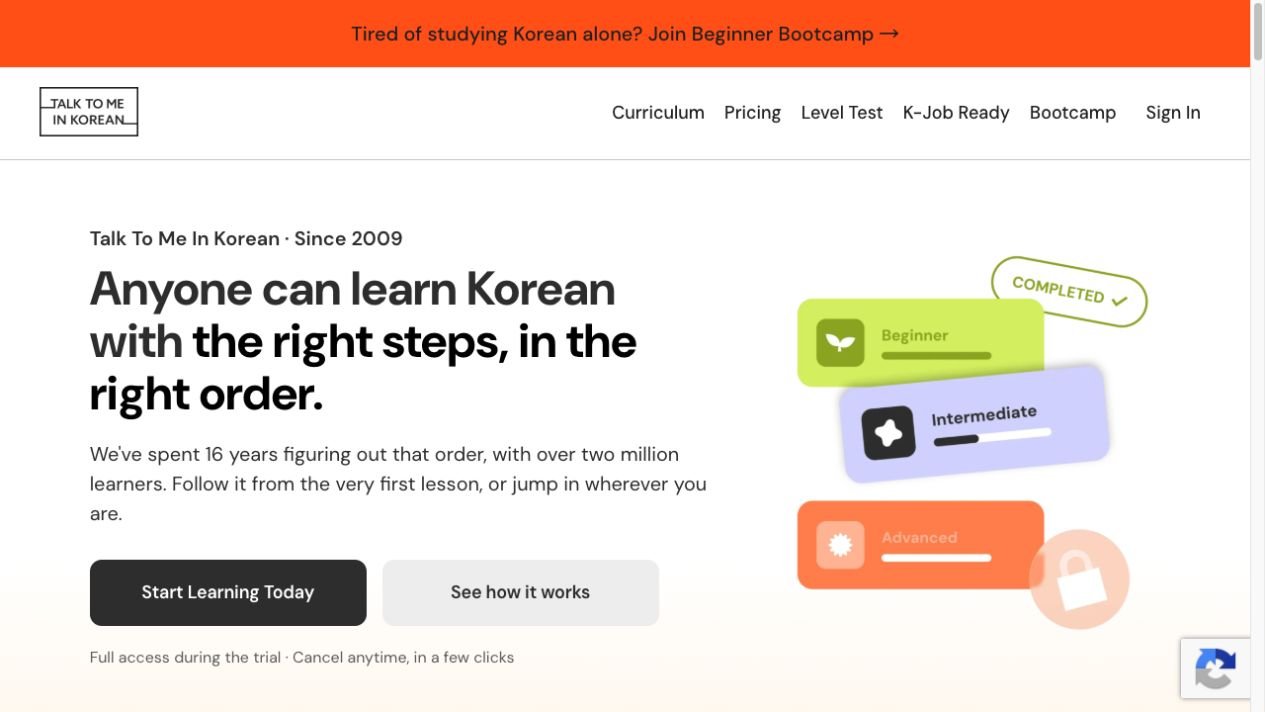 Tired of studying Korean alone? Join Beginner Bootcamp →
TALK TO ME
IN KOREAN
Curriculum Pricing Level Test K-Job Ready Bootcamp Sign In
Talk To Me In Korean · Since 2009
Anyone can learn Korean
with the right steps, in the
right order.
We've spent 16 years figuring out that order, with over two million
learners. Follow it from the very first lesson, or jump in wherever you
are.
Start Learning Today
See how it works
Full access during the trial · Cancel anytime, in a few clicks
COMPLETED ✓
Beginner
Intermediate
Advanced